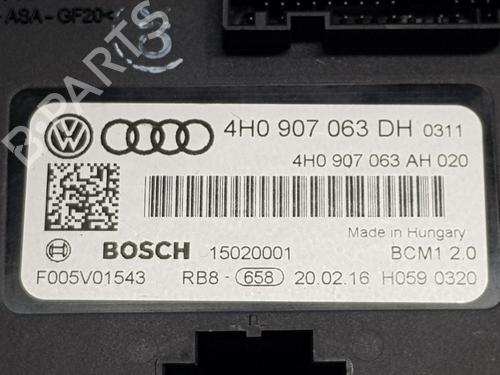 - ASA - GF20<
8
B-PARTS
4H0 907 063 DH 0311
4H0 907 063 AH 020
Made in Hungary
BOSCH 15020001 BCM1 2.0
F005V01543 RB8- 658 20.02.16 H059 0320